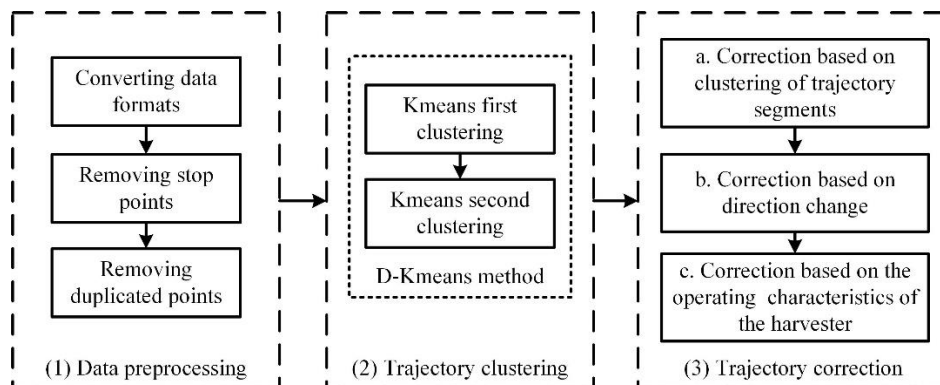 Converting data
formats
Removing stop
points
Removing
duplicated points
(1) Data preprocessing
Kmeans first
clustering
Kmeans second
clustering
D-Kmeans method
(2) Trajectory clustering
a. Correction based on
clustering of trajectory
segments
b. Correction based on
direction change
c. Correction based on the
operating characteristics of
the harvester
(3) Trajectory correction